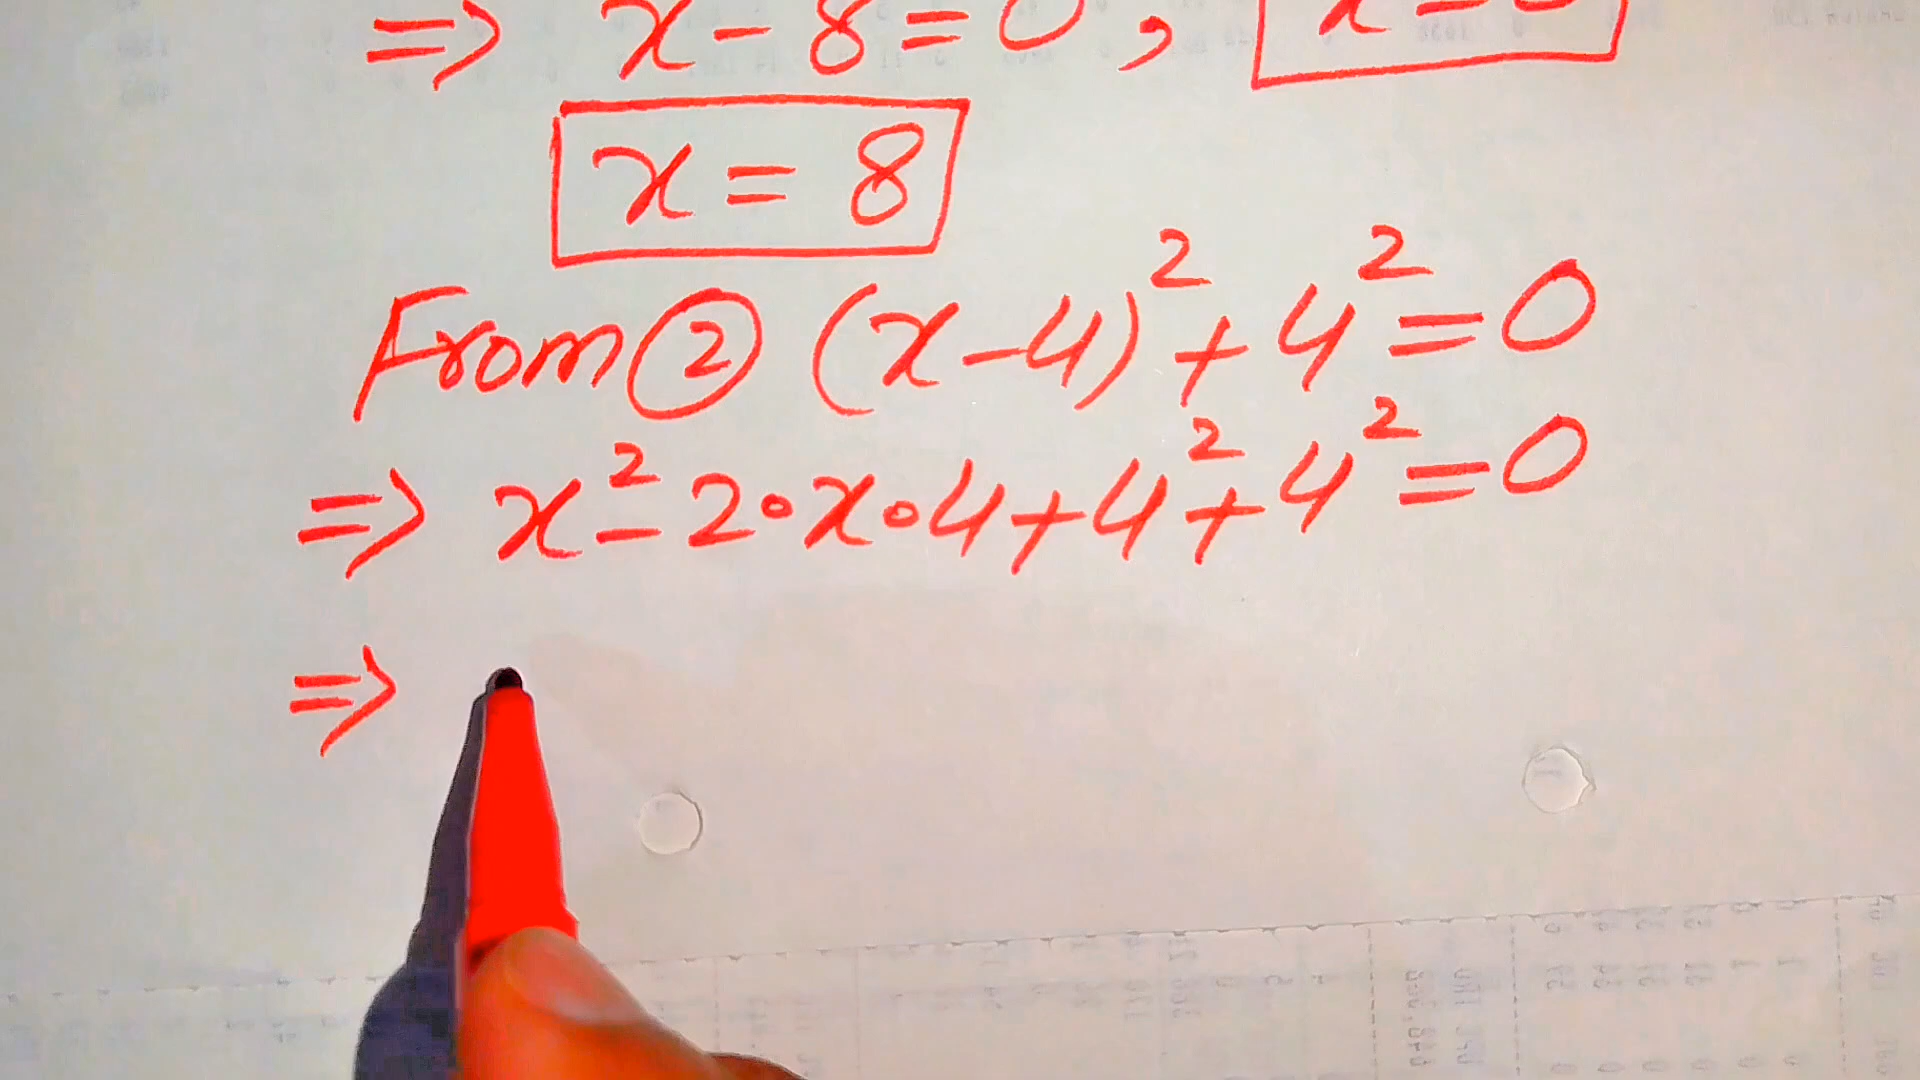 ⇒ x - 8 = 0 ,
x = 8
From ② (x-4)² + 4² = 0
⇒ x² - 2∘x∘4 + 4² + 4² = 0
⇒